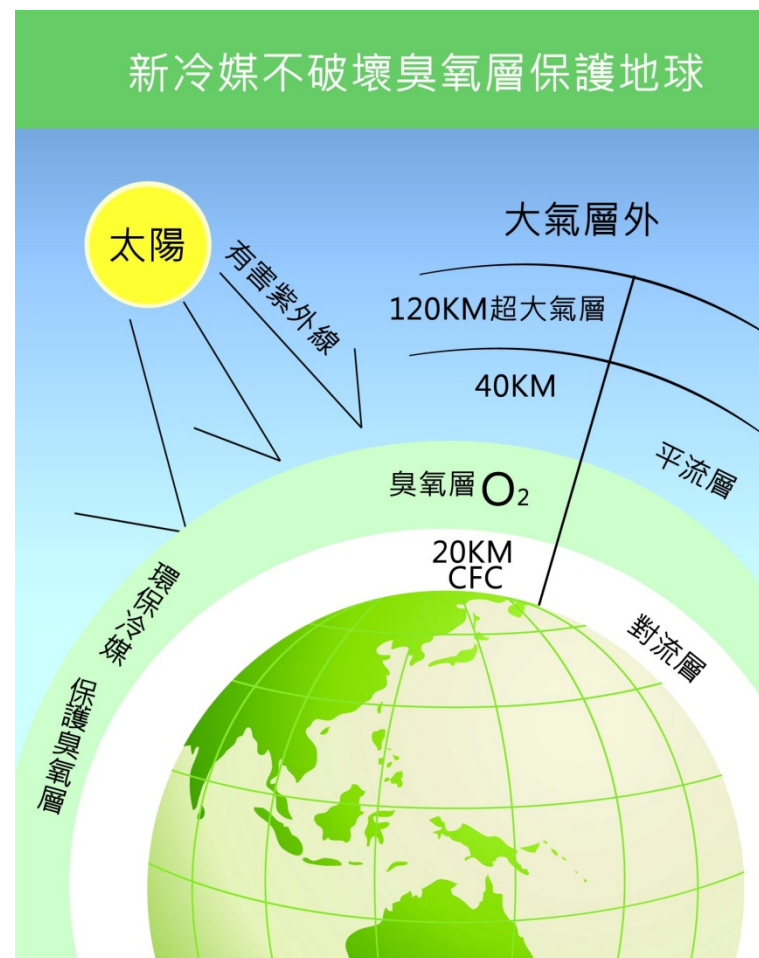 新冷媒不破壞臭氧層保護地球
太陽
有害紫外線
大氣層外
120KM超大氣層
40KM
平流層
臭氧層O₂
20KM
CFC
對流層
環保冷媒 保護臭氧層